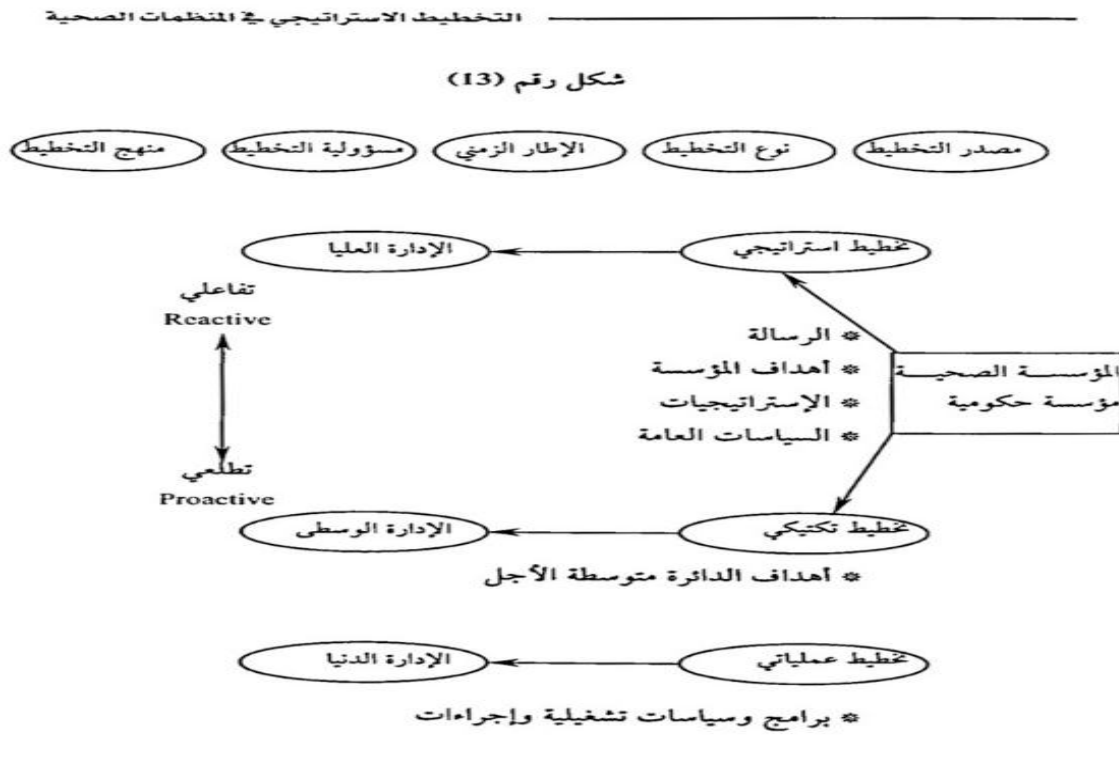 التخطيط الاستراتيجي في المنظمات الصحية
شكل رقم (13)
مصدر التخطيط
نوع التخطيط
الإطار الزمني
مسؤولية التخطيط
منهج التخطيط
تخطيط استراتيجي
الإدارة العليا
تفاعلي
Reactive
* الرسالة
* أهداف المؤسسة
* الإستراتيجيات
* السياسات العامة
المؤسسة الصحية
مؤسسة حكومية
تطلعي
Proactive
تخطيط تكتيكي
الإدارة الوسطى
* أهداف الدائرة متوسطة الأجل
تخطيط عملياتي
الإدارة الدنيا
* برامج وسياسات تشغيلية وإجراءات